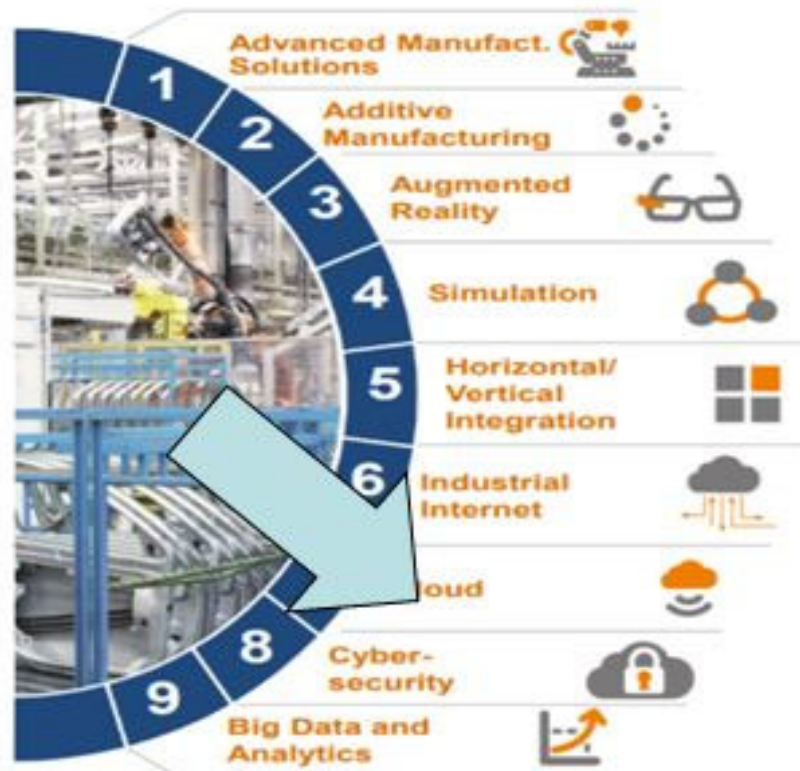 1
Advanced Manufact.
Solutions
2
Additive
Manufacturing
3
Augmented
Reality
4
Simulation
5
Horizontal/
Vertical
Integration
6
Industrial
Internet
loud
8
Cyber-
security
9
Big Data and
Analytics